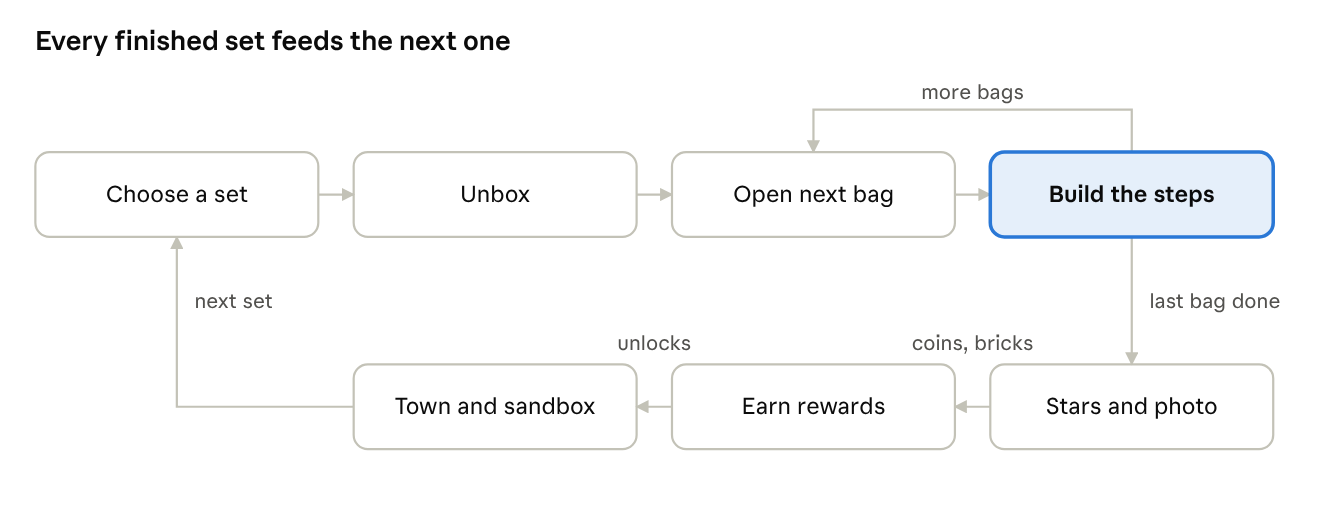 Every finished set feeds the next one
more bags
Choose a set
Unbox
Open next bag
Build the steps
next set
last bag done
unlocks
coins, bricks
Town and sandbox
Earn rewards
Stars and photo